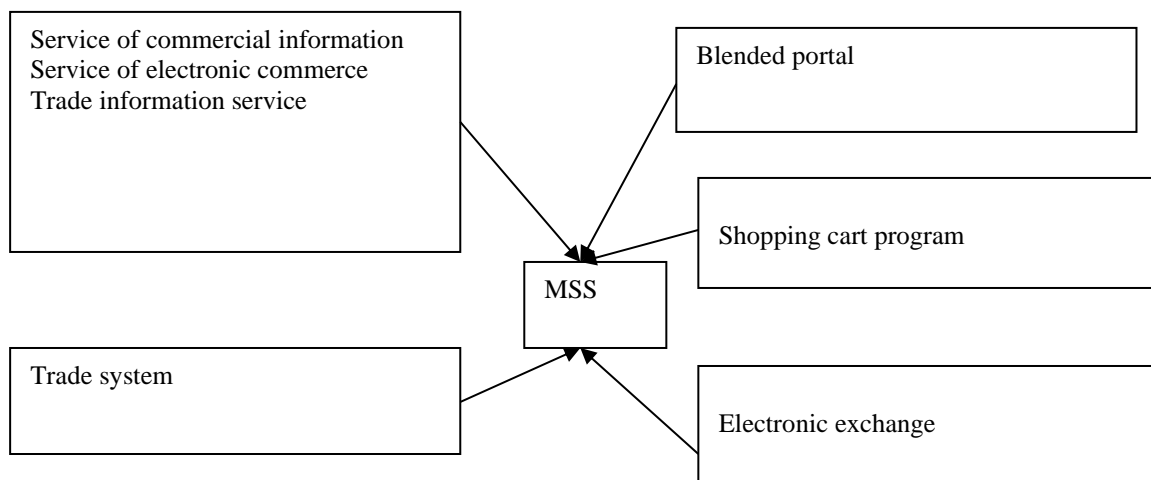 Service of commercial information
Service of electronic commerce
Trade information service
Blended portal
Shopping cart program
MSS
Trade system
Electronic exchange